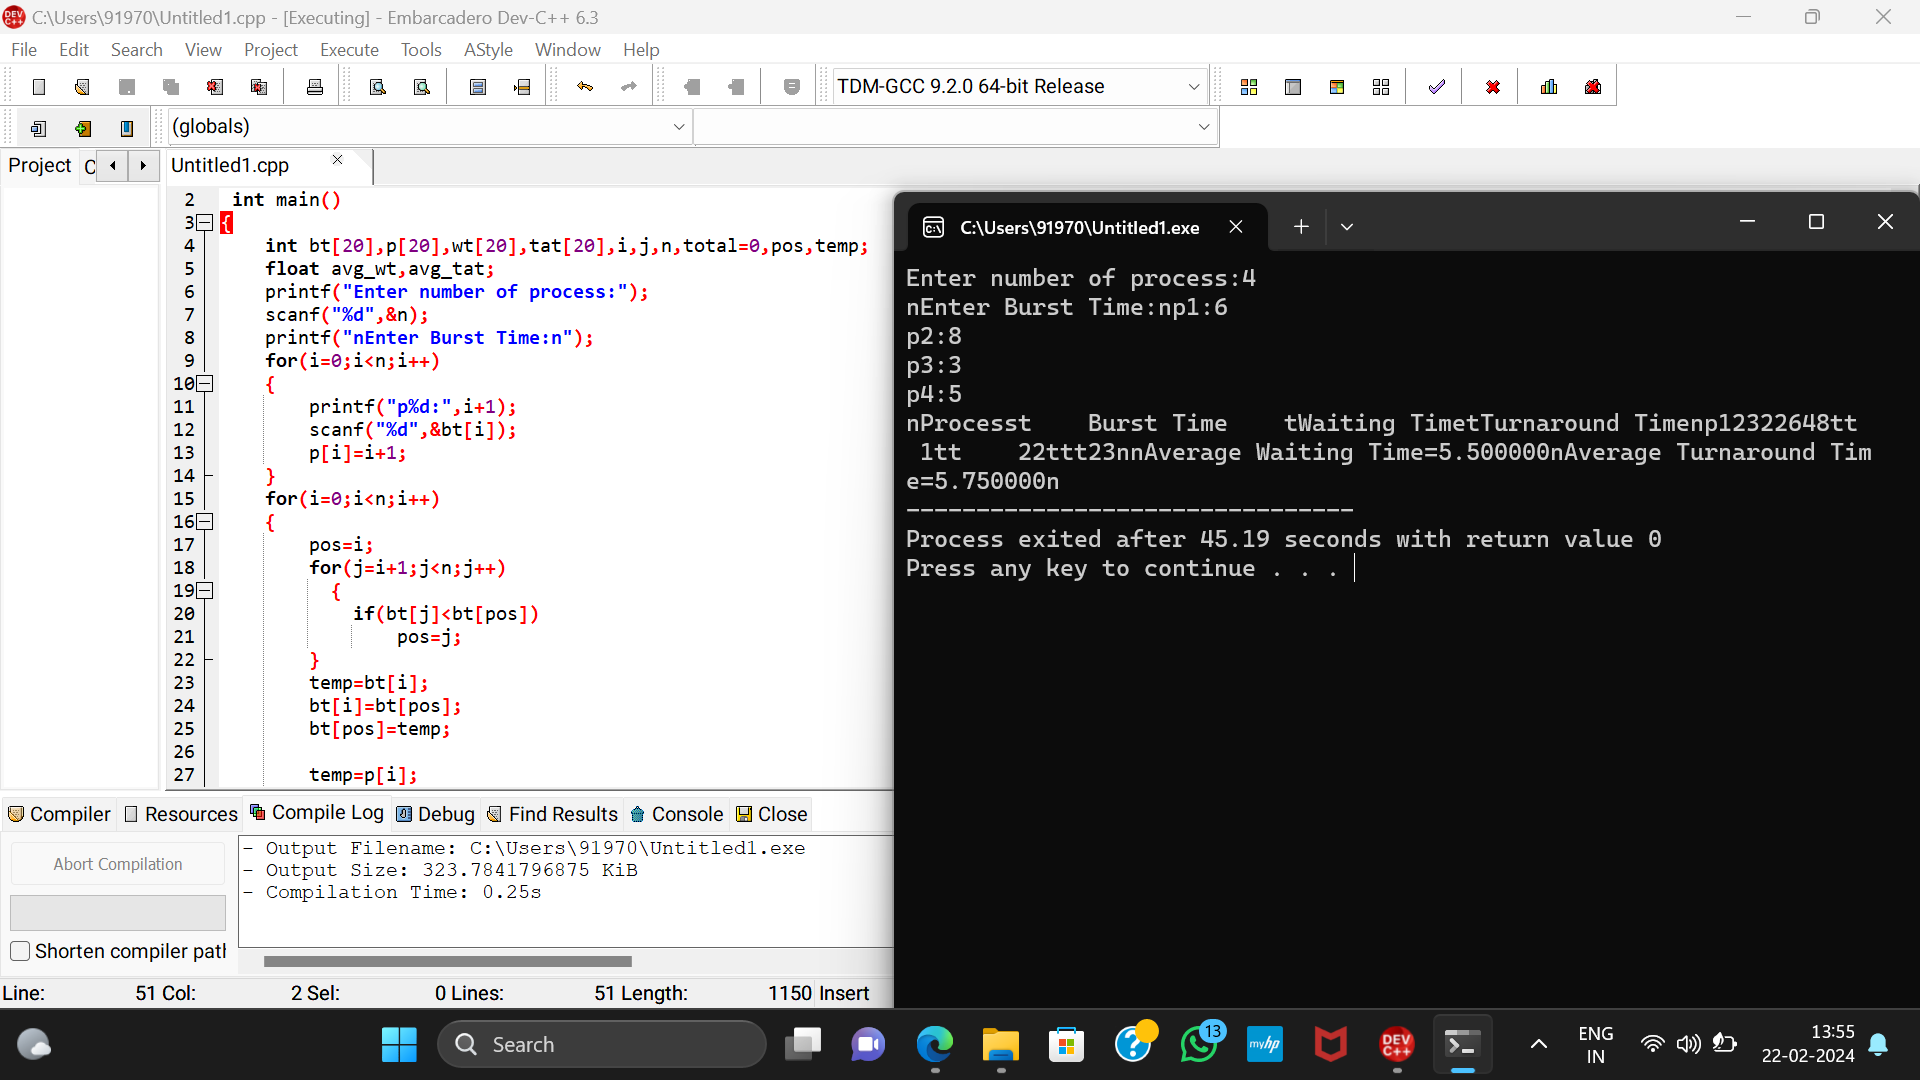 C:\Users\91970\Untitled1.cpp - [Executing] - Embarcadero Dev-C++ 6.3
File Edit Search View Project Execute Tools AStyle Window Help
TDM-GCC 9.2.0 64-bit Release
(globals)
Project C
Untitled1.cpp
2 int main()
3 {
4 int bt[20],p[20],wt[20],tat[20],i,j,n,total=0,pos,temp;
5 float avg_wt,avg_tat;
6 printf("Enter number of process:");
7 scanf("%d",&n);
8 printf("nEnter Burst Time:n");
9 for(i=0;i<n;i++)
10 {
11 printf("p%d:",i+1);
12 scanf("%d",&bt[i]);
13 p[i]=i+1;
14 }
15 for(i=0;i<n;i++)
16 {
17 pos=i;
18 for(j=i+1;j<n;j++)
19 {
20 if(bt[j]<bt[pos])
21 pos=j;
22 }
23 temp=bt[i];
24 bt[i]=bt[pos];
25 bt[pos]=temp;
26
27 temp=p[i];
C:\Users\91970\Untitled1.exe
Enter number of process:4
nEnter Burst Time:np1:6
p2:8
p3:3
p4:5
nProcesst    Burst Time    tWaiting TimetTurnaround Timenp12322648tt
1tt    22ttt23nnAverage Waiting Time=5.500000nAverage Turnaround Tim
e=5.750000n
--------------------------------
Process exited after 45.19 seconds with return value 0
Press any key to continue . . .
Compiler Resources Compile Log Debug Find Results Console Close
Abort Compilation
Shorten compiler path
- Output Filename: C:\Users\91970\Untitled1.exe
- Output Size: 323.7841796875 KiB
- Compilation Time: 0.25s
Line: 51 Col: 2 Sel: 0 Lines: 51 Length: 1150 Insert
Search
13
myhp
DEV C++
ENG
IN
13:55
22-02-2024